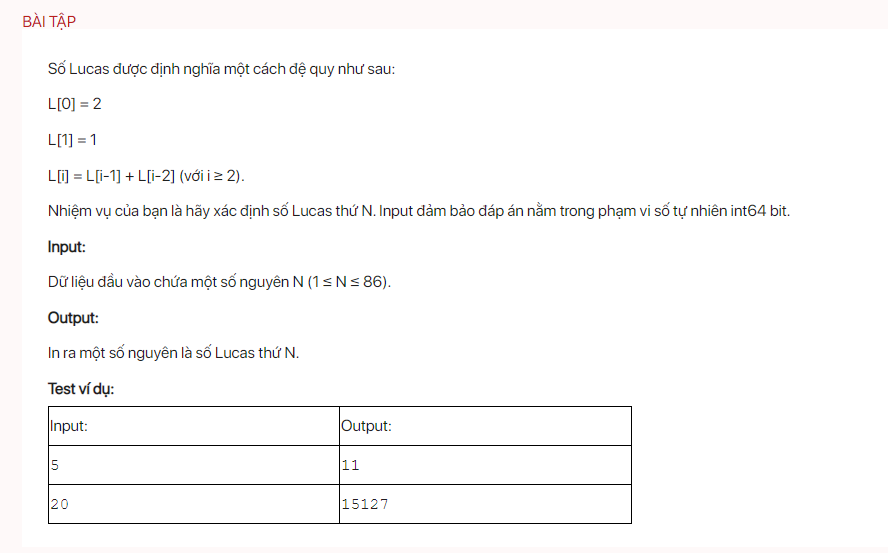 BÀI TẬP
Số Lucas được định nghĩa một cách đệ quy như sau:
L[0] = 2
L[1] = 1
L[i] = L[i-1] + L[i-2] (với i ≥ 2).
Nhiệm vụ của bạn là hãy xác định số Lucas thứ N. Input đảm bảo đáp án nằm trong phạm vi số tự nhiên int64 bit.
Input:
Dữ liệu đầu vào chứa một số nguyên N (1 ≤ N ≤ 86).
Output:
In ra một số nguyên là số Lucas thứ N.
Test ví dụ:
Input: Output:
5 11
20 15127